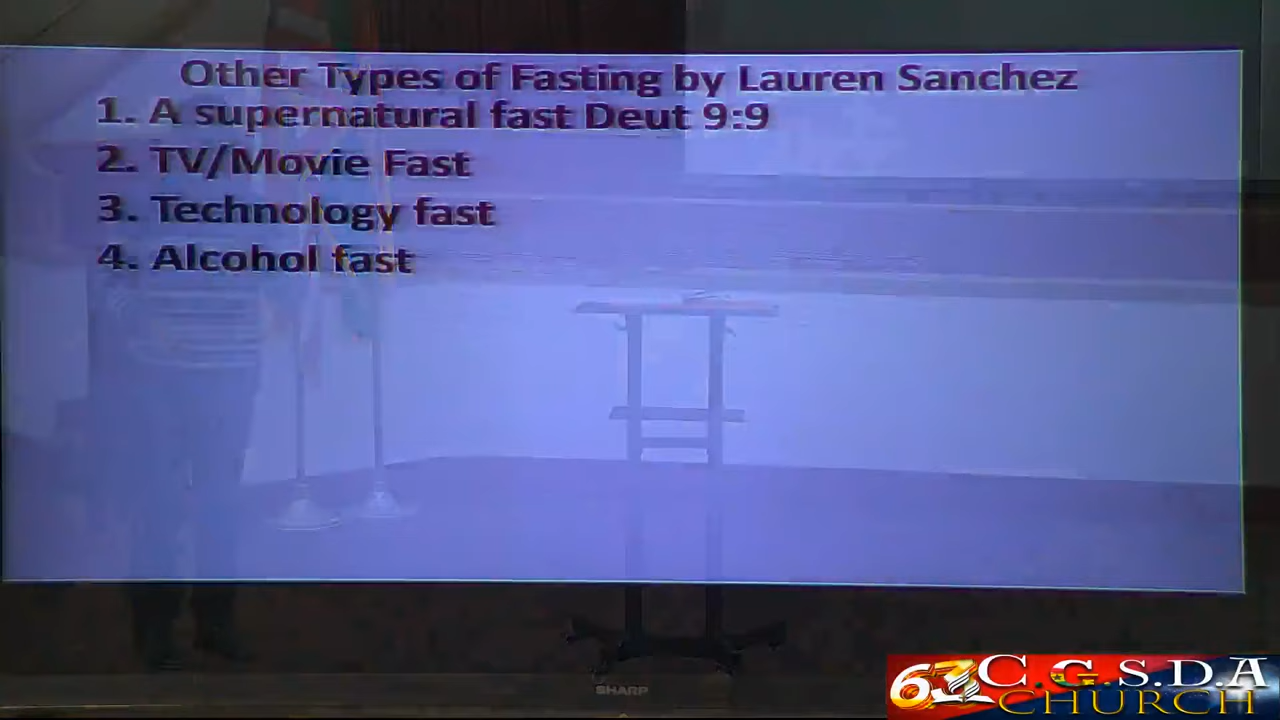 Other Types of Fasting by Lauren Sanchez
1. A supernatural fast Deut 9:9
2. TV/Movie Fast
3. Technology fast
4. Alcohol fast
SHARP
C.G.S.D.A
CHURCH